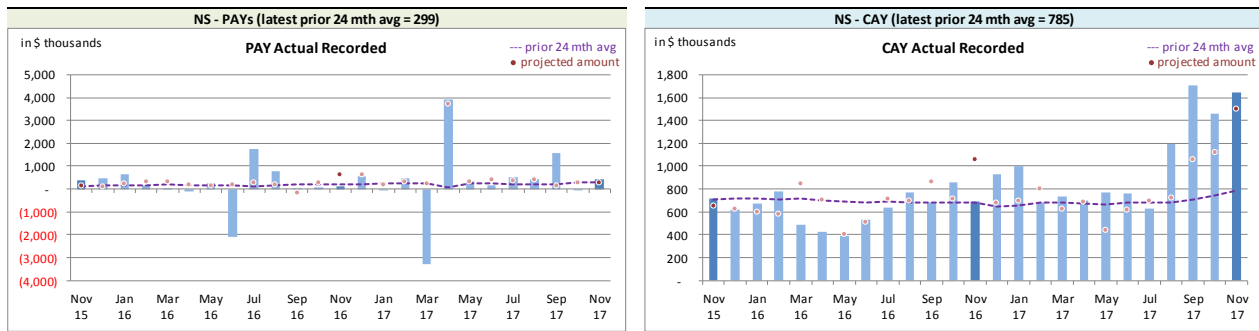 NS - PAYs (latest prior 24 mth avg = 299)
in $ thousands
PAY Actual Recorded
--- prior 24 mth avg
• projected amount
5,000
4,000
3,000
2,000
1,000
-
(1,000)
(2,000)
(3,000)
(4,000)
Nov Jan Mar May Jul Sep Nov Jan Mar May Jul Sep Nov
15 16 16 16 16 16 16 17 17 17 17 17 17
NS - CAY (latest prior 24 mth avg = 785)
in $ thousands
CAY Actual Recorded
--- prior 24 mth avg
• projected amount
1,800
1,600
1,400
1,200
1,000
800
600
400
200
-
Nov Jan Mar May Jul Sep Nov Jan Mar May Jul Sep Nov
15 16 16 16 16 16 16 17 17 17 17 17 17